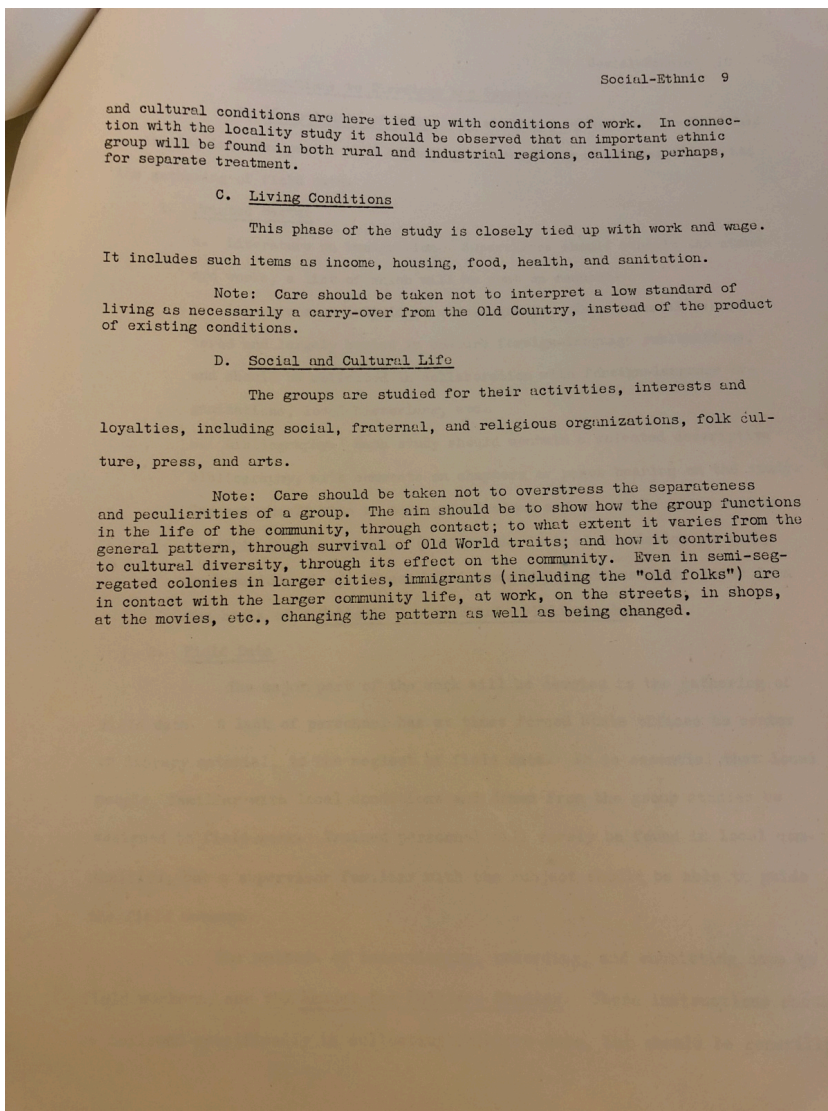 Social-Ethnic 9
and cultural conditions are here tied up with conditions of work. In connec-
tion with the locality study it should be observed that an important ethnic
group will be found in both rural and industrial regions, calling, perhaps,
for separate treatment.
C. Living Conditions
This phase of the study is closely tied up with work and wage.
It includes such items as income, housing, food, health, and sanitation.
Note: Care should be taken not to interpret a low standard of
living as necessarily a carry-over from the Old Country, instead of the product
of existing conditions.
D. Social and Cultural Life
The groups are studied for their activities, interests and
loyalties, including social, fraternal, and religious organizations, folk cul-
ture, press, and arts.
Note: Care should be taken not to overstress the separateness
and peculiarities of a group. The aim should be to show how the group functions
in the life of the community, through contact; to what extent it varies from the
general pattern, through survival of Old World traits; and how it contributes
to cultural diversity, through its effect on the community. Even in semi-seg-
regated colonies in larger cities, immigrants (including the "old folks") are
in contact with the larger community life, at work, on the streets, in shops,
at the movies, etc., changing the pattern as well as being changed.